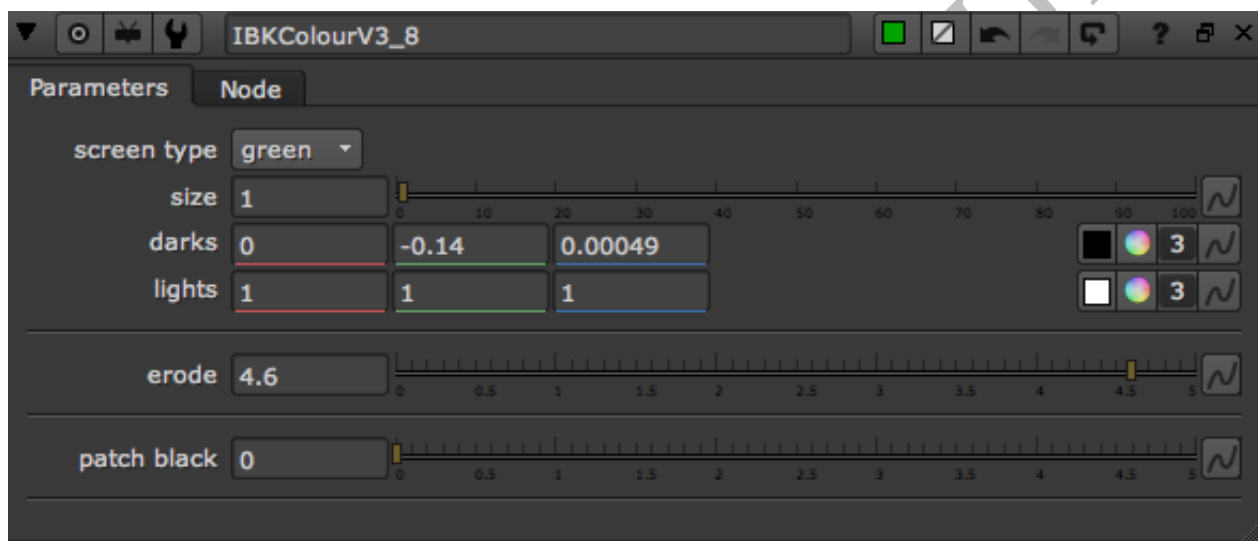 IBKColourV3_8 ?
Parameters Node
screen type green
size 1
0 10 20 30 40 50 60 70 80 90 100
darks 0 -0.14 0.00049 3
lights 1 1 1 3
erode 4.6
0 0.5 1 1.5 2 2.5 3 3.5 4 4.5 5
patch black 0
0 0.5 1 1.5 2 2.5 3 3.5 4 4.5 5